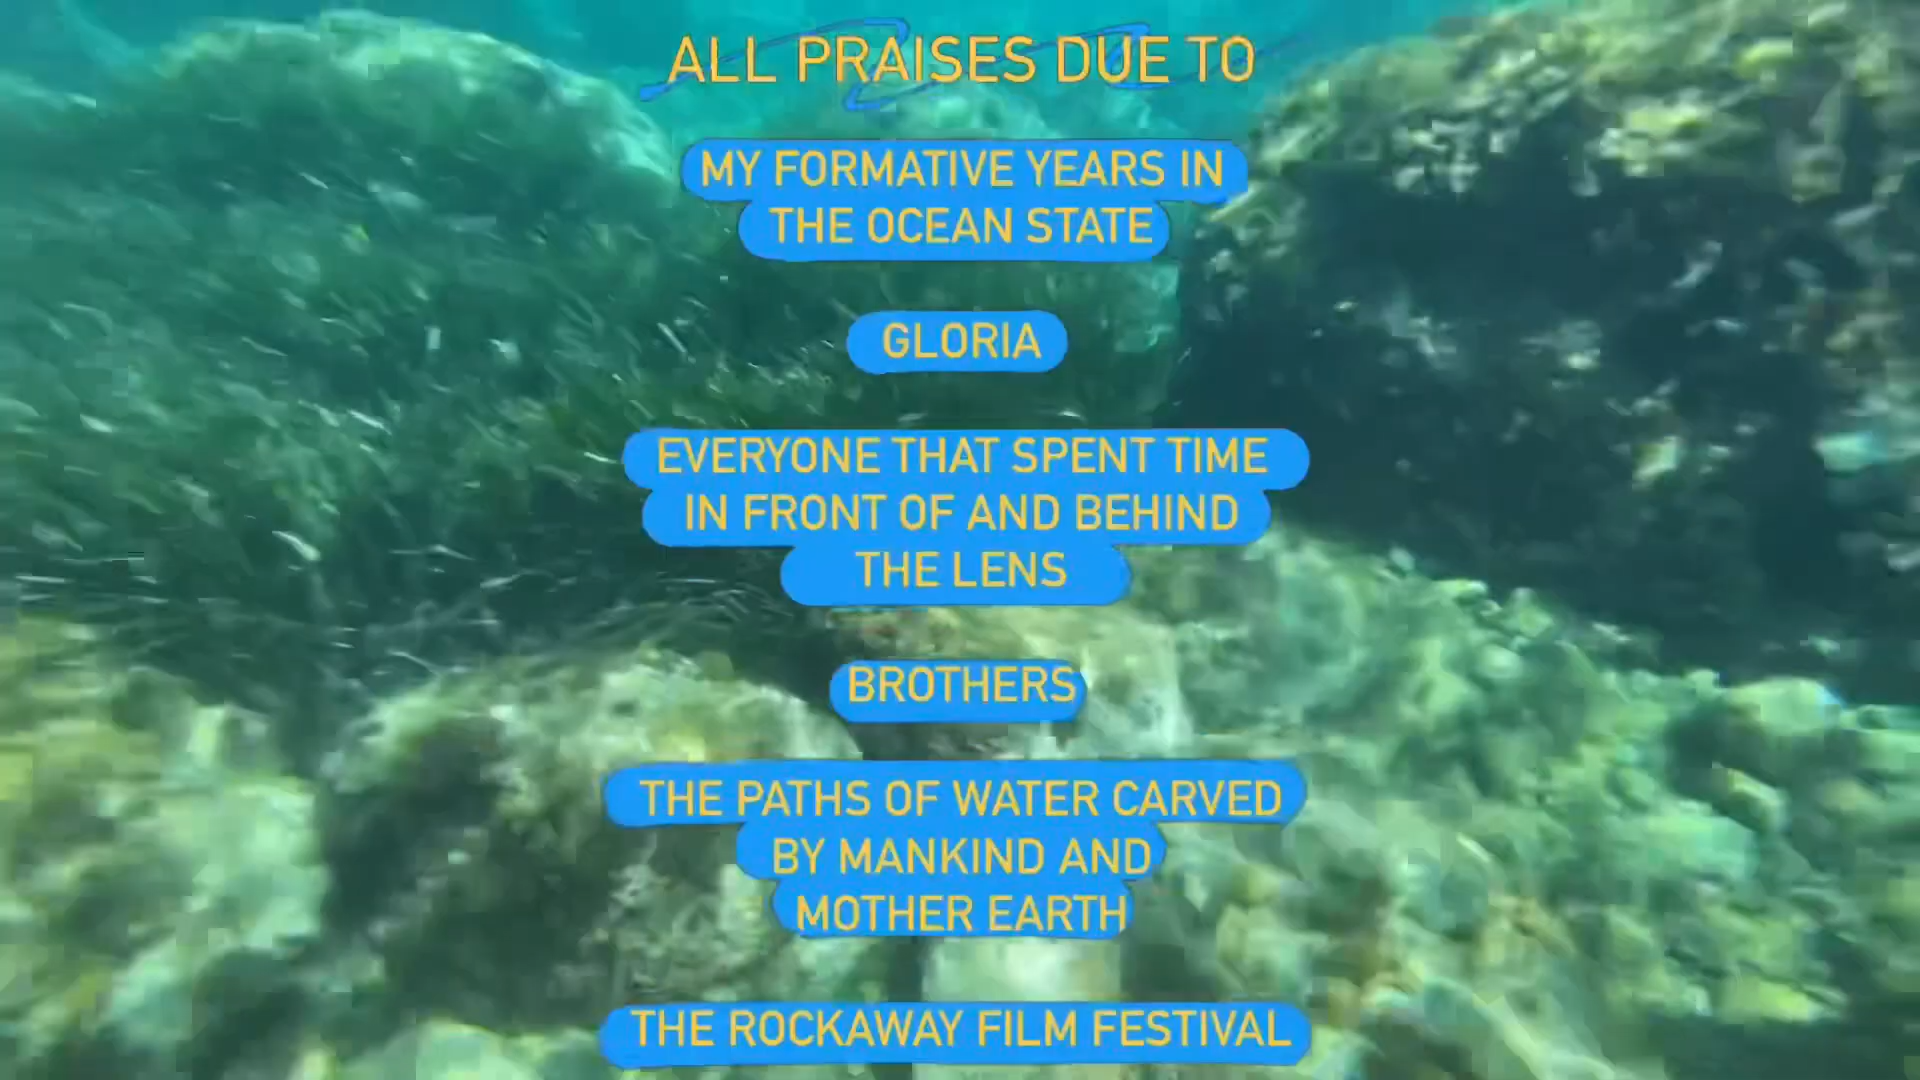 ALL PRAISES DUE TO
MY FORMATIVE YEARS IN
THE OCEAN STATE
GLORIA
EVERYONE THAT SPENT TIME
IN FRONT OF AND BEHIND
THE LENS
BROTHERS
THE PATHS OF WATER CARVED
BY MANKIND AND
MOTHER EARTH
THE ROCKAWAY FILM FESTIVAL